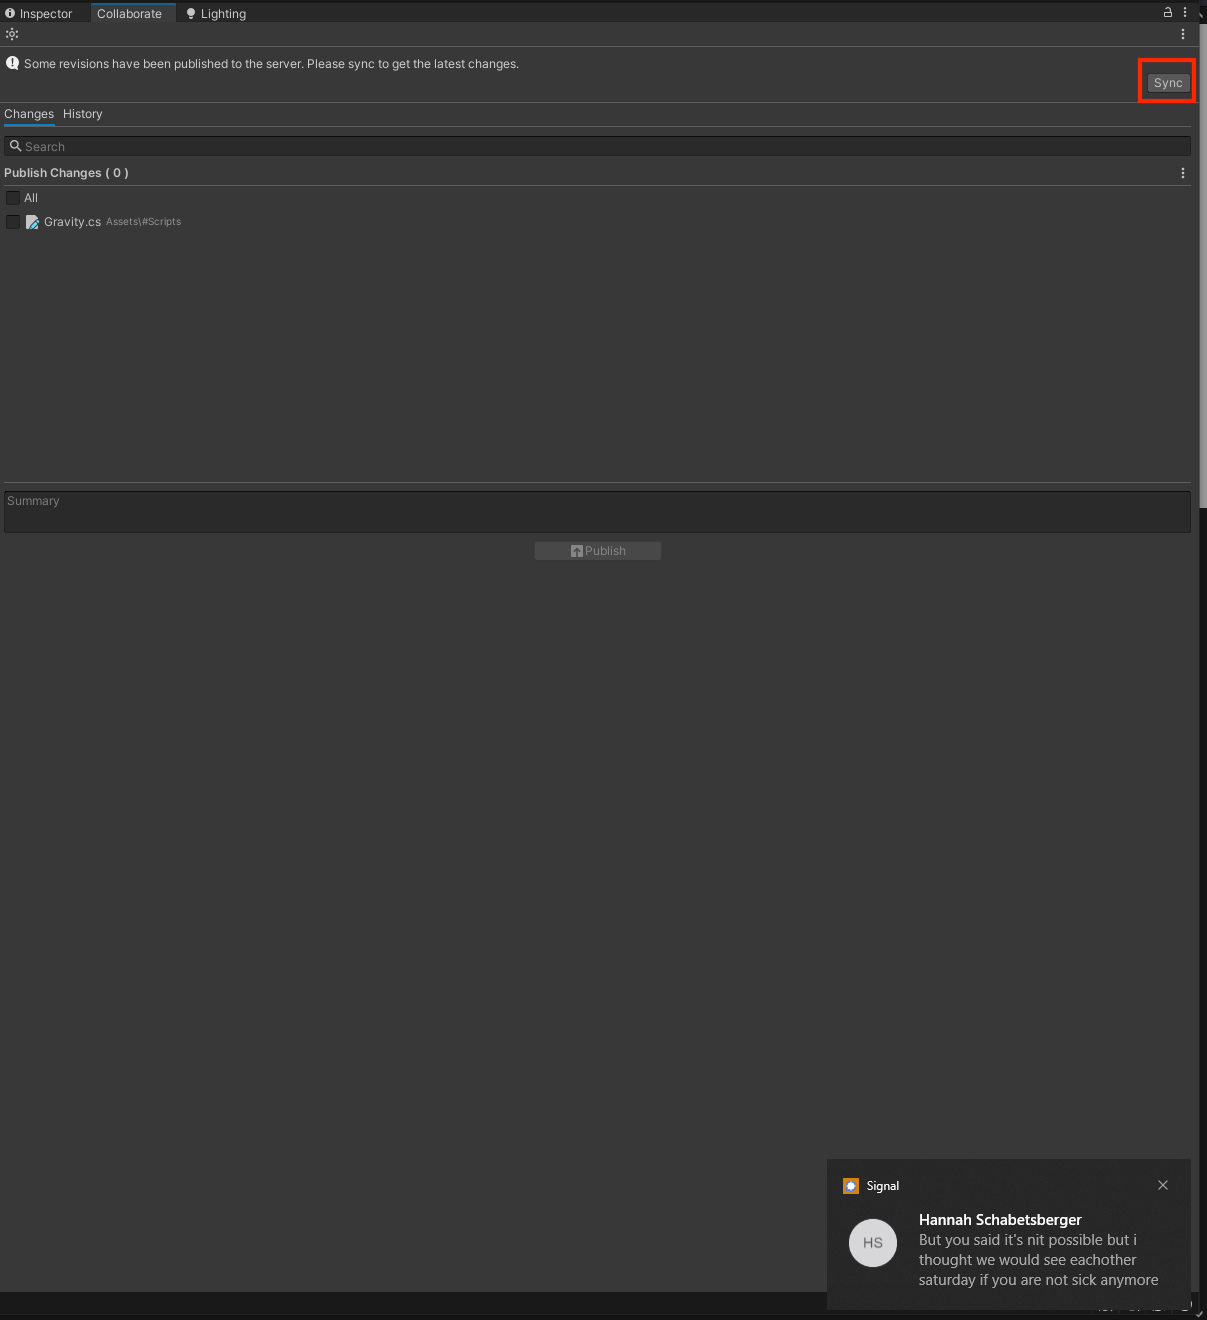 Inspector Collaborate Lighting
Some revisions have been published to the server. Please sync to get the latest changes.
Sync
Changes History
Search
Publish Changes ( 0 )
All
Gravity.cs Assets\#Scripts
Summary
Publish
Signal
Hannah Schabetsberger
HS
But you said it's nit possible but i
thought we would see eachother
saturday if you are not sick anymore